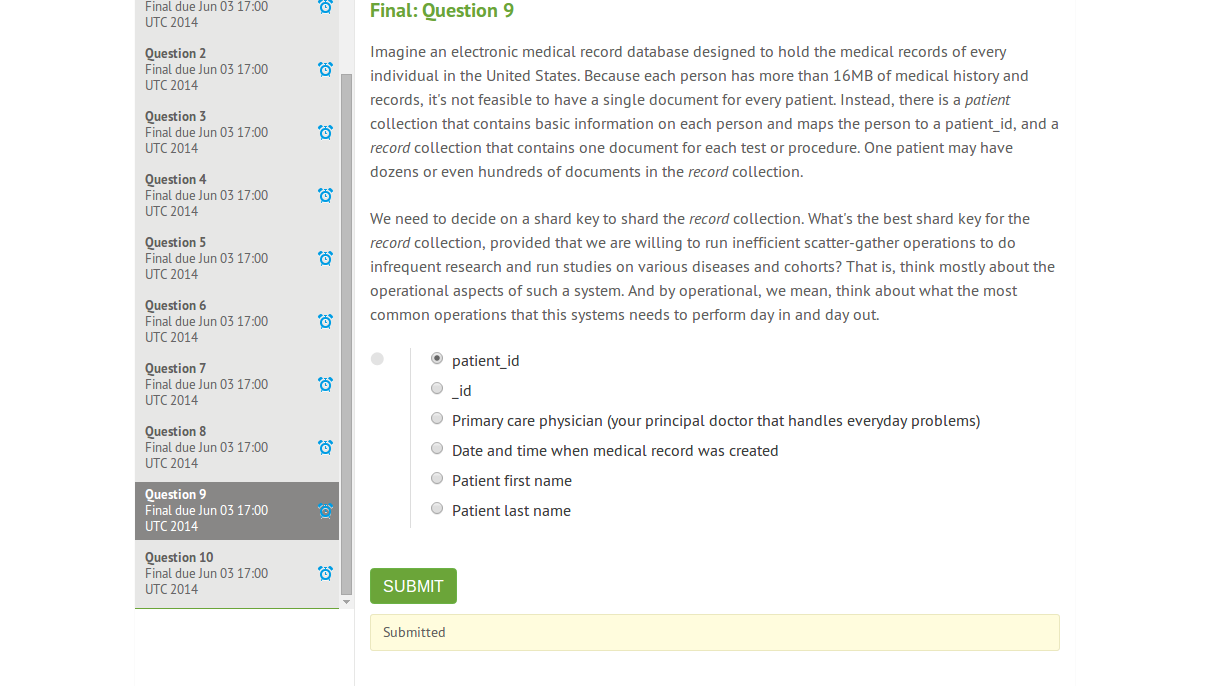 Final due Jun 03 17:00
UTC 2014
Question 2
Final due Jun 03 17:00
UTC 2014
Question 3
Final due Jun 03 17:00
UTC 2014
Question 4
Final due Jun 03 17:00
UTC 2014
Question 5
Final due Jun 03 17:00
UTC 2014
Question 6
Final due Jun 03 17:00
UTC 2014
Question 7
Final due Jun 03 17:00
UTC 2014
Question 8
Final due Jun 03 17:00
UTC 2014
Question 9
Final due Jun 03 17:00
UTC 2014
Question 10
Final due Jun 03 17:00
UTC 2014
Final: Question 9
Imagine an electronic medical record database designed to hold the medical records of every
individual in the United States. Because each person has more than 16MB of medical history and
records, it's not feasible to have a single document for every patient. Instead, there is a patient
collection that contains basic information on each person and maps the person to a patient_id, and a
record collection that contains one document for each test or procedure. One patient may have
dozens or even hundreds of documents in the record collection.
We need to decide on a shard key to shard the record collection. What's the best shard key for the
record collection, provided that we are willing to run inefficient scatter-gather operations to do
infrequent research and run studies on various diseases and cohorts? That is, think mostly about the
operational aspects of such a system. And by operational, we mean, think about what the most
common operations that this systems needs to perform day in and day out.
patient_id
_id
Primary care physician (your principal doctor that handles everyday problems)
Date and time when medical record was created
Patient first name
Patient last name
SUBMIT
Submitted